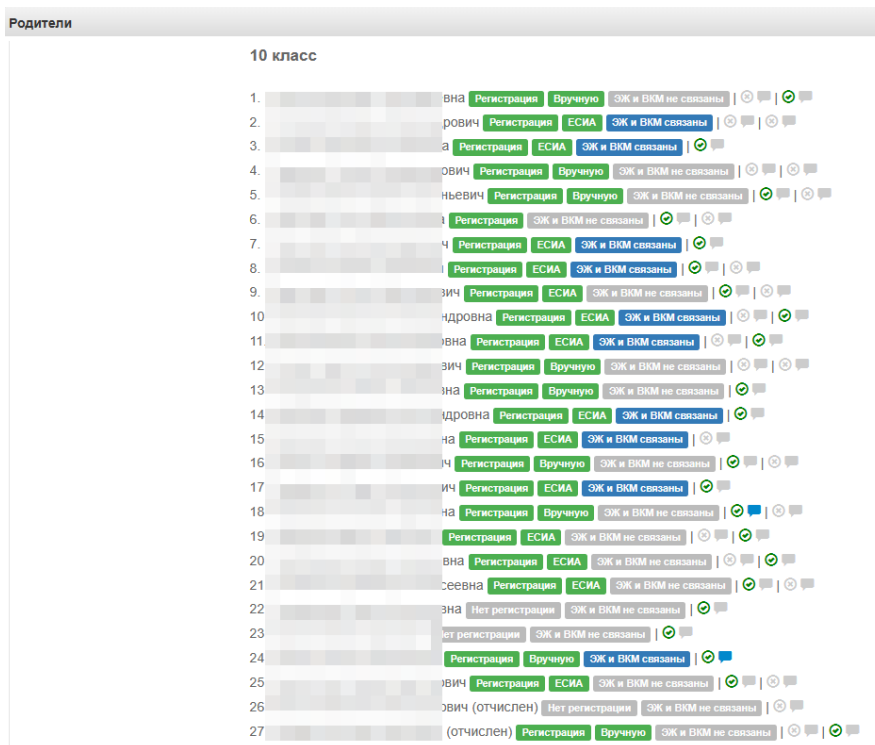 Родители
10 класс
1. вна Регистрация Вручную ЭЖ и ВКМ не связаны | |
2. рович Регистрация ЕСИА ЭЖ и ВКМ связаны | |
3. а Регистрация ЕСИА ЭЖ и ВКМ связаны |
4. ович Регистрация Вручную ЭЖ и ВКМ не связаны | |
5. ньевич Регистрация Вручную ЭЖ и ВКМ не связаны | |
6. а Регистрация ЭЖ и ВКМ не связаны | |
7. ч Регистрация ЕСИА ЭЖ и ВКМ связаны |
8. Регистрация ЕСИА ЭЖ и ВКМ связаны | |
9. вич Регистрация ЕСИА ЭЖ и ВКМ не связаны | |
10 ндровна Регистрация ЕСИА ЭЖ и ВКМ связаны | |
11. овна Регистрация ЕСИА ЭЖ и ВКМ связаны | |
12 вич Регистрация Вручную ЭЖ и ВКМ не связаны | |
13 вна Регистрация Вручную ЭЖ и ВКМ не связаны |
14 ндровна Регистрация ЕСИА ЭЖ и ВКМ связаны |
15 на Регистрация ЕСИА ЭЖ и ВКМ связаны |
16 ич Регистрация Вручную ЭЖ и ВКМ не связаны | |
17 ич Регистрация ЕСИА ЭЖ и ВКМ связаны |
18 на Регистрация Вручную ЭЖ и ВКМ не связаны | |
19 Регистрация ЕСИА ЭЖ и ВКМ не связаны | |
20 вна Регистрация ЕСИА ЭЖ и ВКМ не связаны | |
21 сеевна Регистрация ЕСИА ЭЖ и ВКМ не связаны | |
22 вна Нет регистрации ЭЖ и ВКМ не связаны |
23 Нет регистрации ЭЖ и ВКМ не связаны |
24 Регистрация Вручную ЭЖ и ВКМ связаны |
25 ович Регистрация ЕСИА ЭЖ и ВКМ не связаны | |
26 ович (отчислен) Нет регистрации ЭЖ и ВКМ не связаны |
27 (отчислен) Регистрация Вручную ЭЖ и ВКМ не связаны | |